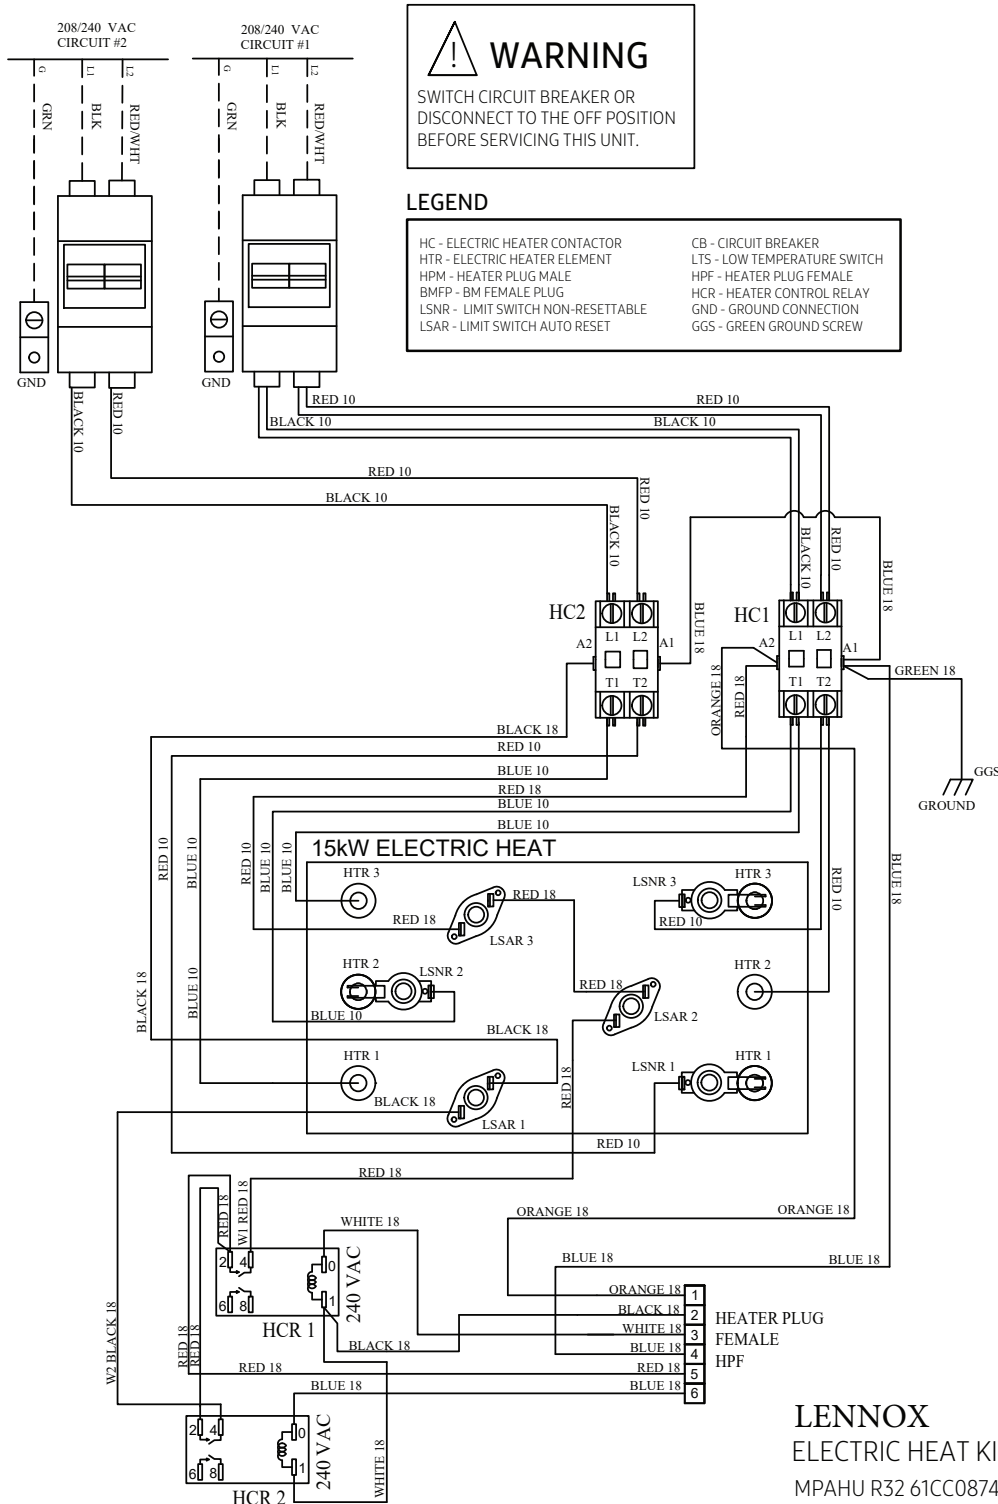 208/240 VAC
CIRCUIT #2
208/240 VAC
CIRCUIT #1
G
L1
L2
G
L1
L2
GRN
BLK
RED/WHT
GRN
BLK
RED/WHT
GND
GND
! WARNING
SWITCH CIRCUIT BREAKER OR
DISCONNECT TO THE OFF POSITION
BEFORE SERVICING THIS UNIT.
LEGEND
HC - ELECTRIC HEATER CONTACTOR
HTR - ELECTRIC HEATER ELEMENT
HPM - HEATER PLUG MALE
BMFP - BM FEMALE PLUG
LSNR - LIMIT SWITCH NON-RESETTABLE
LSAR - LIMIT SWITCH AUTO RESET
CB - CIRCUIT BREAKER
LTS - LOW TEMPERATURE SWITCH
HPF - HEATER PLUG FEMALE
HCR - HEATER CONTROL RELAY
GND - GROUND CONNECTION
GGS - GREEN GROUND SCREW
BLACK 10
RED 10
RED 10
RED 10
BLACK 10
BLACK 10
RED 10
BLACK 10
BLACK 10
RED 10
BLACK 10
RED 10
BLUE 18
BLUE 18
HC2
L1 L2
A2
A1
T1 T2
HC1
L1 L2
A2
A1
T1 T2
ORANGE 18
RED 18
GREEN 18
GGS
GROUND
BLACK 18
RED 10
BLUE 10
RED 18
BLUE 10
BLUE 10
RED 10
BLUE 10
RED 10
BLUE 10
BLUE 10
15kW ELECTRIC HEAT
HTR 3
RED 18
LSAR 3
RED 18
LSNR 3
HTR 3
RED 10
RED 10
BLUE 18
HTR 2
LSNR 2
BLUE 10
RED 18
LSAR 2
HTR 2
BLACK 18
BLUE 10
BLACK 18
HTR 1
BLACK 18
LSAR 1
RED 18
LSNR 1
HTR 1
RED 10
RED 18
RED 18
W1 RED 18
WHITE 18
ORANGE 18
ORANGE 18
BLUE 18
BLUE 18
2
4
6
8
0
1
240 VAC
HCR 1
BLACK 18
ORANGE 18 1
BLACK 18 2
WHITE 18 3
BLUE 18 4
RED 18 5
BLUE 18 6
HEATER PLUG
FEMALE
HPF
W2 BLACK 18
RED 18
RED 18
RED 18
BLUE 18
2
4
6
8
0
1
240 VAC
HCR 2
WHITE 18
LENNOX
ELECTRIC HEAT KI
MPAHU R32 61CC0874